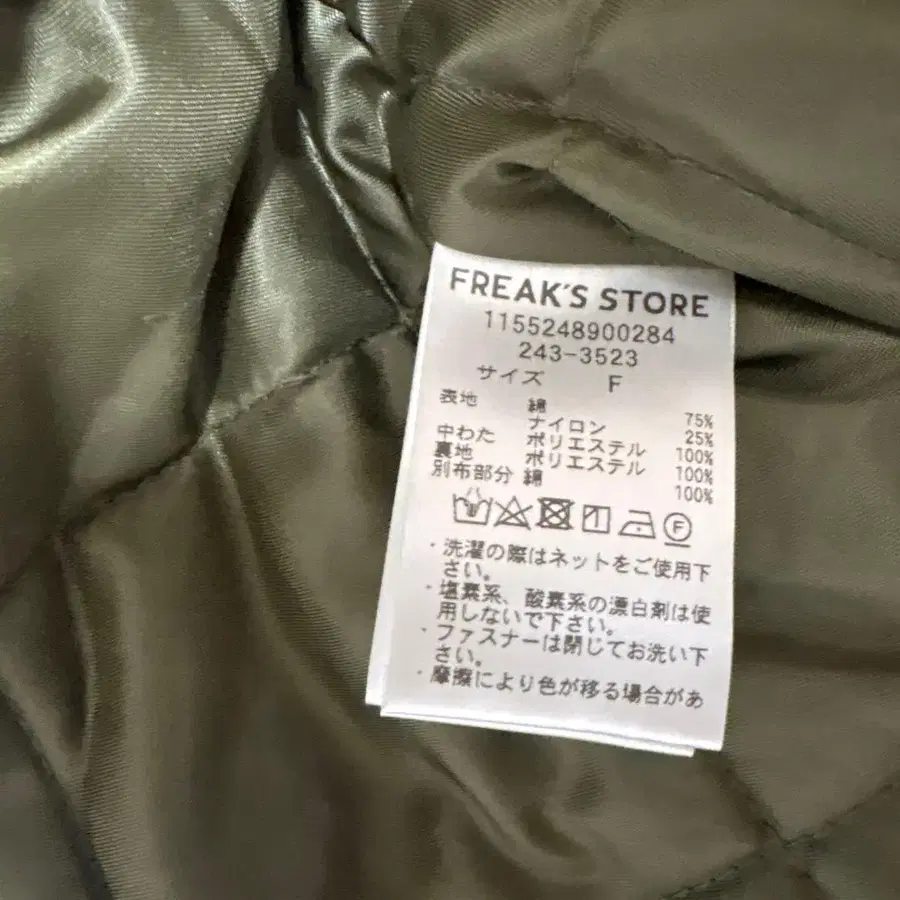 FREAK'S STORE
1155248900284
243-3523
サイズ F
表地 綿 75%
ナイロン 25%
中わた ポリエステル 100%
裏地 ポリエステル 100%
別布部分 綿 100%
F
・洗濯の際はネットをご使用下
さい。
・塩素系、酸素系の漂白剤は使
用しないで下さい。
・ファスナーは閉じてお洗い下
さい。
・摩擦により色が移る場合があ